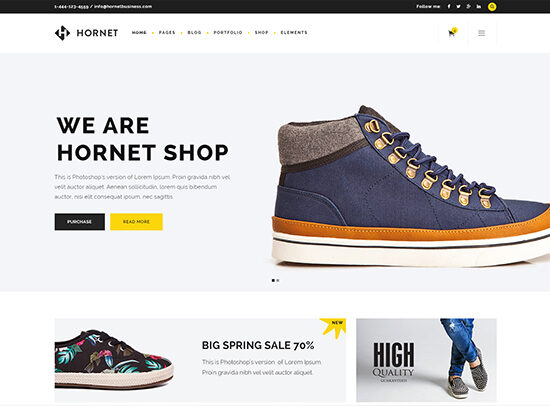 1-444-123-4559 / info@hornetbusiness.com
Follow me:
HORNET
HOME PAGES BLOG PORTFOLIO SHOP ELEMENTS
WE ARE
HORNET SHOP
This is Photoshop's version of Lorem Ipsum. Proin gravida nibh
velit auctor aliquet. Aenean sollicitudin, lorem quis bibendum
auctor, nisi elit consequat ipsum, nec sagittis
PURCHASE
READ MORE
NEW
BIG SPRING SALE 70%
This is Photoshop's version of Lorem
Ipsum. Proin gravida nibh vel velit auctor
aliquet.
HIGH
QUALITY
GUARANTEED